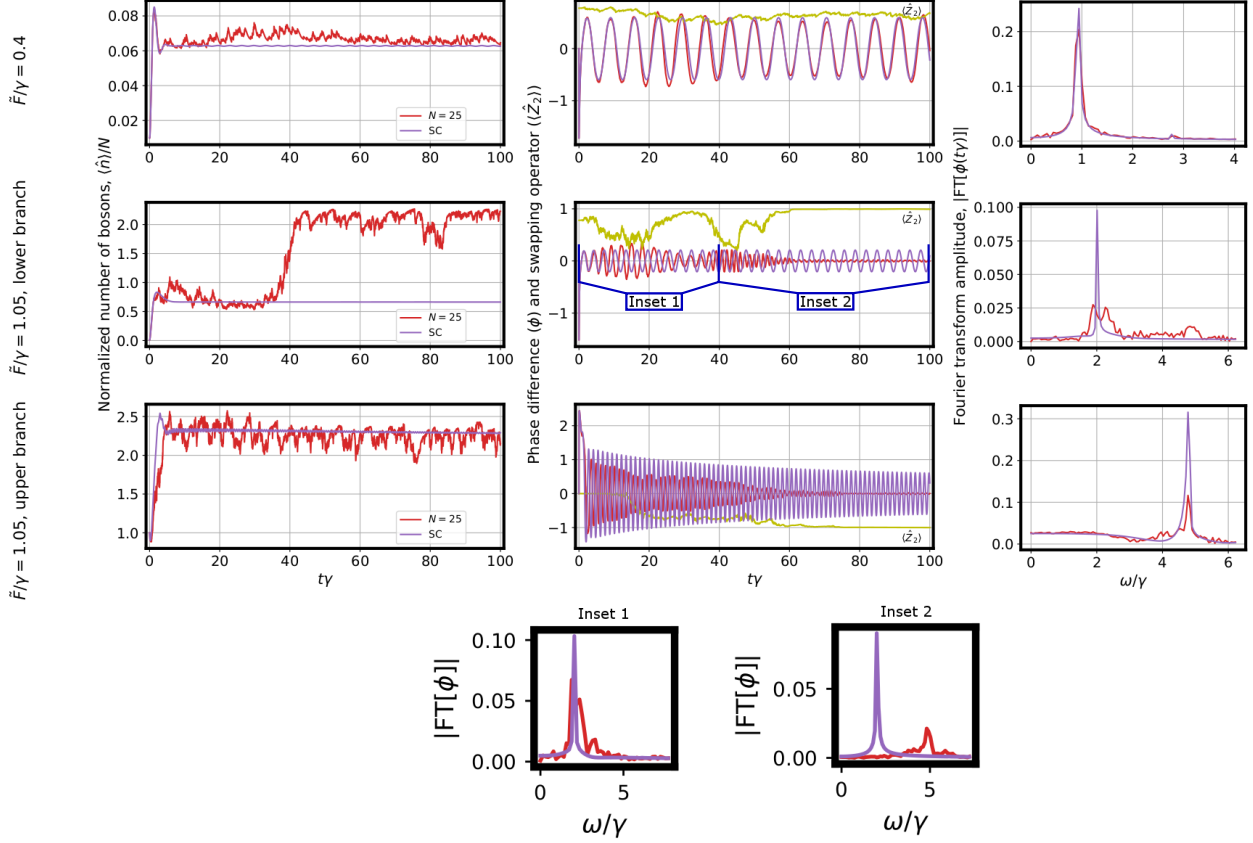 F̃/γ = 0.4
F̃/γ = 1.05, lower branch
F̃/γ = 1.05, upper branch
Normalized number of bosons, ⟨n̂⟩/N
0.08
0.06
0.04
0.02
0 20 40 60 80 100
N = 25
SC
2.0
1.5
1.0
0.5
0.0
0 20 40 60 80 100
N = 25
SC
2.5
2.0
1.5
1.0
0 20 40 60 80 100
N = 25
SC
tγ
Phase difference (ϕ) and swapping operator (⟨Ẑ₂⟩)
0
−1
0 20 40 60 80 100
⟨Ẑ₂⟩
1
0
−1
0 20 40 60 80 100
⟨Ẑ₂⟩
Inset 1
Inset 2
2
1
0
−1
0 20 40 60 80 100
⟨Ẑ₂⟩
tγ
Fourier transform amplitude, |FT[ϕ(tγ)]|
0.2
0.1
0.0
0 1 2 3 4
0.100
0.075
0.050
0.025
0.000
0 2 4 6
0.3
0.2
0.1
0.0
0 2 4 6
ω/γ
Inset 1
|FT[ϕ]|
0.10
0.05
0.00
0 5
ω/γ
Inset 2
|FT[ϕ]|
0.05
0.00
0 5
ω/γ